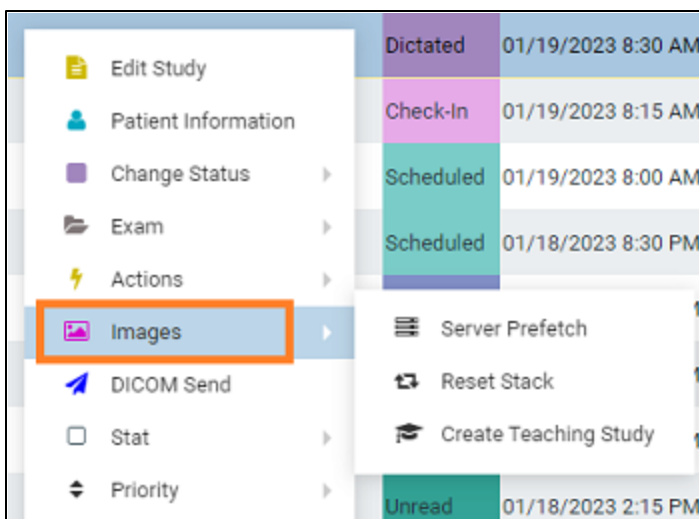 Edit Study
Patient Information
Change Status
Exam
Actions
Images
DICOM Send
Stat
Priority
Server Prefetch
Reset Stack
Create Teaching Study
Dictated 01/19/2023 8:30 AM
Check-In 01/19/2023 8:15 AM
Scheduled 01/19/2023 8:00 AM
Scheduled 01/18/2023 8:30 PM
Unread 01/18/2023 2:15 PM